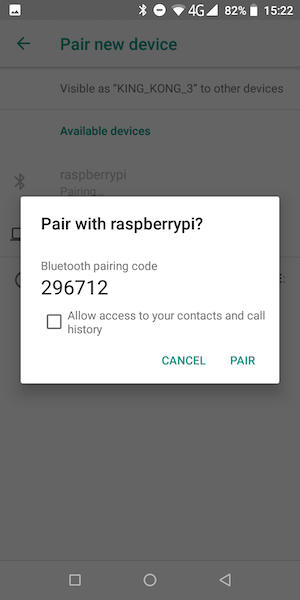 4G 82% 15:22
Pair new device
Visible as “KING_KONG_3” to other devices
Available devices
raspberrypi
Pairing...
Pair with raspberrypi?
Bluetooth pairing code
296712
Allow access to your contacts and call
history
CANCEL PAIR